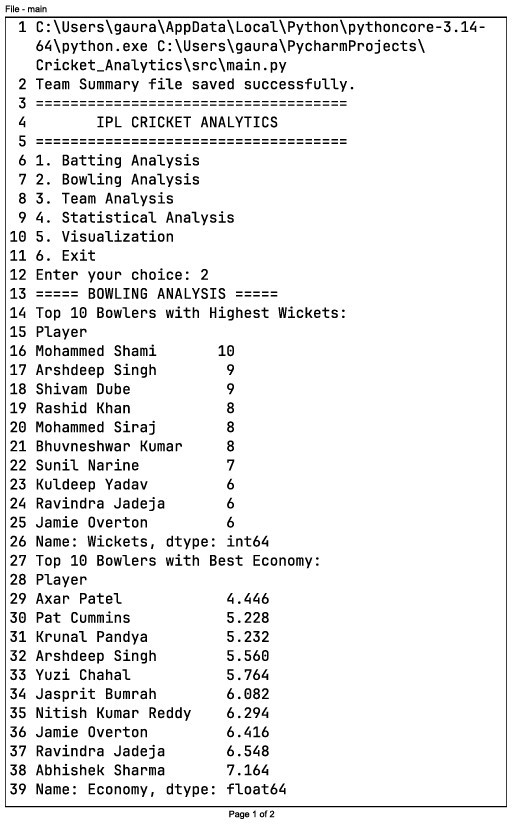 File - main
1 C:\Users\gaura\AppData\Local\Python\pythoncore-3.14-
64\python.exe C:\Users\gaura\PycharmProjects\
Cricket_Analytics\src\main.py
2 Team Summary file saved successfully.
3 ====================================
4        IPL CRICKET ANALYTICS
5 ====================================
6 1. Batting Analysis
7 2. Bowling Analysis
8 3. Team Analysis
9 4. Statistical Analysis
10 5. Visualization
11 6. Exit
12 Enter your choice: 2
13 ===== BOWLING ANALYSIS =====
14 Top 10 Bowlers with Highest Wickets:
15 Player
16 Mohammed Shami       10
17 Arshdeep Singh        9
18 Shivam Dube           9
19 Rashid Khan           8
20 Mohammed Siraj        8
21 Bhuvneshwar Kumar     8
22 Sunil Narine          7
23 Kuldeep Yadav         6
24 Ravindra Jadeja       6
25 Jamie Overton         6
26 Name: Wickets, dtype: int64
27 Top 10 Bowlers with Best Economy:
28 Player
29 Axar Patel            4.446
30 Pat Cummins           5.228
31 Krunal Pandya         5.232
32 Arshdeep Singh        5.560
33 Yuzi Chahal           5.764
34 Jasprit Bumrah        6.082
35 Nitish Kumar Reddy    6.294
36 Jamie Overton         6.416
37 Ravindra Jadeja       6.548
38 Abhishek Sharma       7.164
39 Name: Economy, dtype: float64
Page 1 of 2